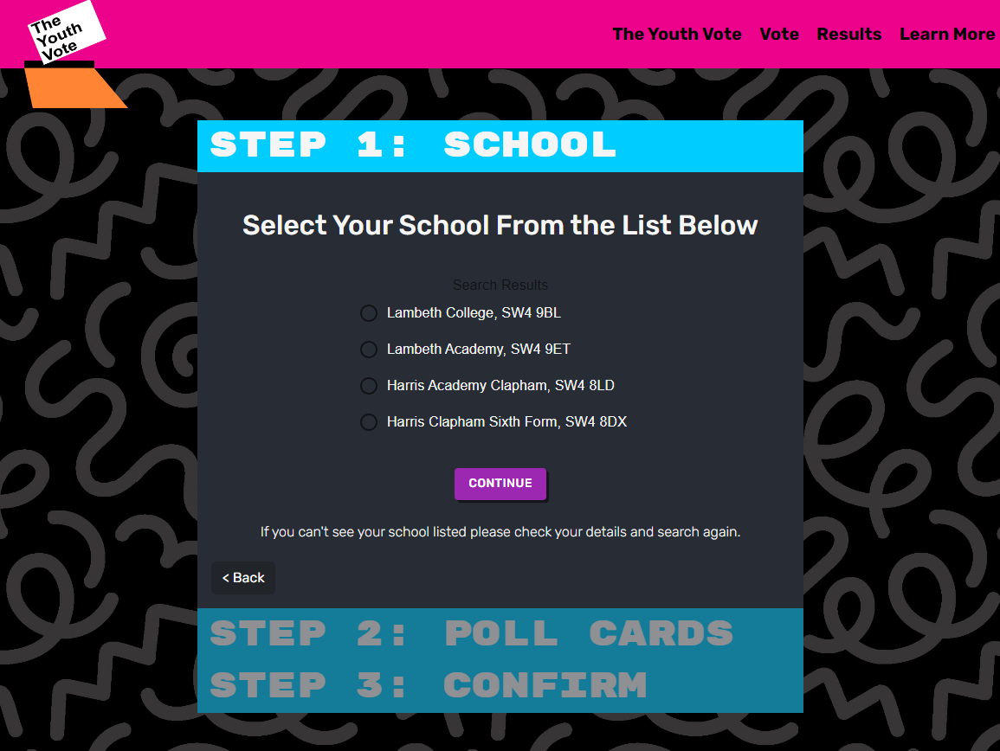 The
Youth
Vote
The Youth Vote Vote Results Learn More
STEP 1: SCHOOL
Select Your School From the List Below
Search Results
Lambeth College, SW4 9BL
Lambeth Academy, SW4 9ET
Harris Academy Clapham, SW4 8LD
Harris Clapham Sixth Form, SW4 8DX
CONTINUE
If you can't see your school listed please check your details and search again.
< Back
STEP 2: POLL CARDS
STEP 3: CONFIRM